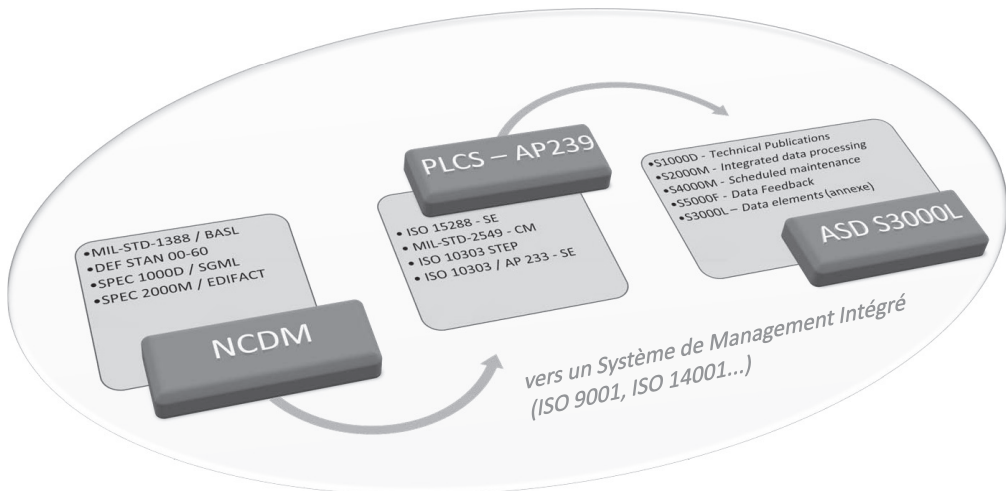 •MIL-STD-1388 / BASL
•DEF STAN 00-60
•SPEC 1000D / SGML
•SPEC 2000M / EDIFACT
NCDM
PLCS – AP239
• ISO 15288 - SE
• MIL-STD-2549 - CM
• ISO 10303 STEP
• ISO 10303 / AP 233 - SE
•S1000D - Technical Publications
•S2000M - Integrated data processing
•S4000M - Scheduled maintenance
•S5000F - Data Feedback
•S3000L – Data elements (annexe)
ASD S3000L
vers un Système de Management Intégré
(ISO 9001, ISO 14001...)